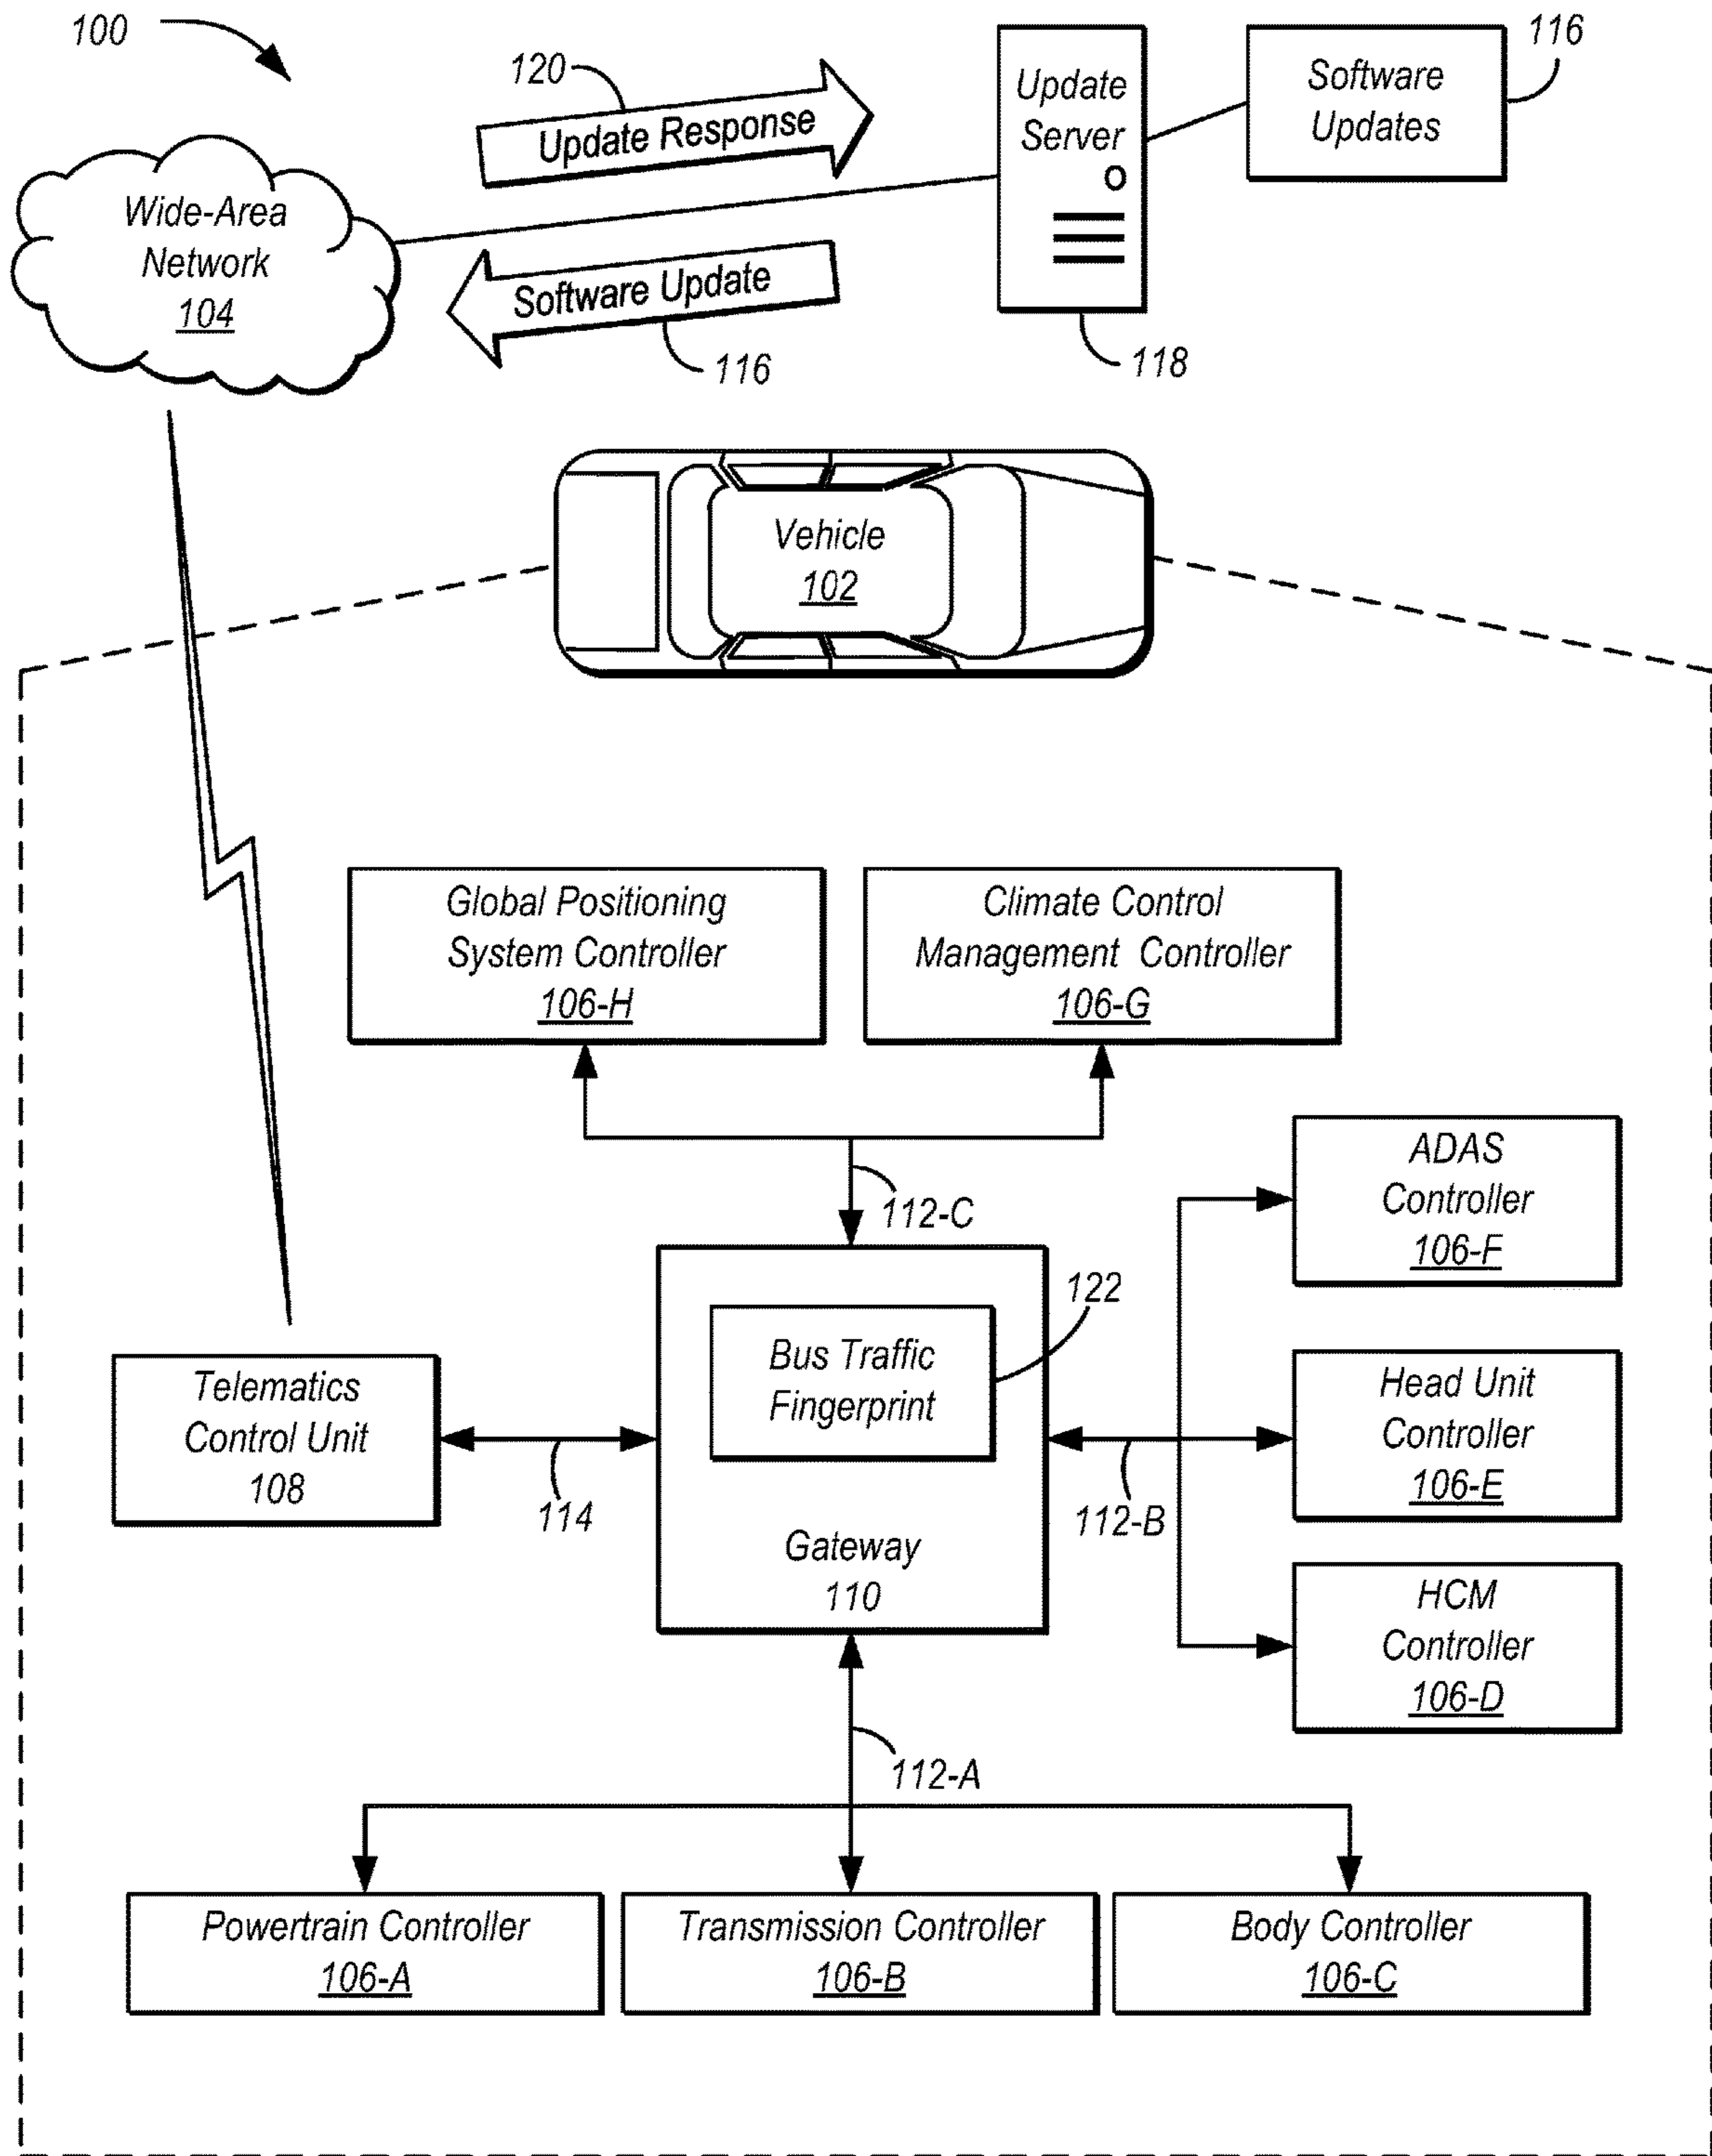 100
120
Update Response
Update
Server
Software
Updates
116
Wide-Area
Network
104
Software Update
116
118
Vehicle
102
Global Positioning
System Controller
106-H
Climate Control
Management Controller
106-G
112-C
ADAS
Controller
106-F
122
Bus Traffic
Fingerprint
Telematics
Control Unit
108
114
Gateway
110
112-B
Head Unit
Controller
106-E
HCM
Controller
106-D
112-A
Powertrain Controller
106-A
Transmission Controller
106-B
Body Controller
106-C